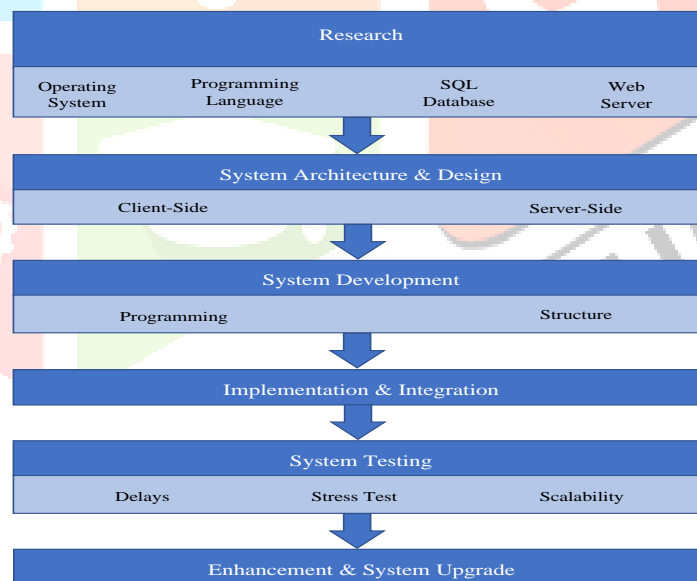 Research
Operating System
Programming Language
SQL Database
Web Server
System Architecture & Design
Client-Side
Server-Side
System Development
Programming
Structure
Implementation & Integration
System Testing
Delays
Stress Test
Scalability
Enhancement & System Upgrade